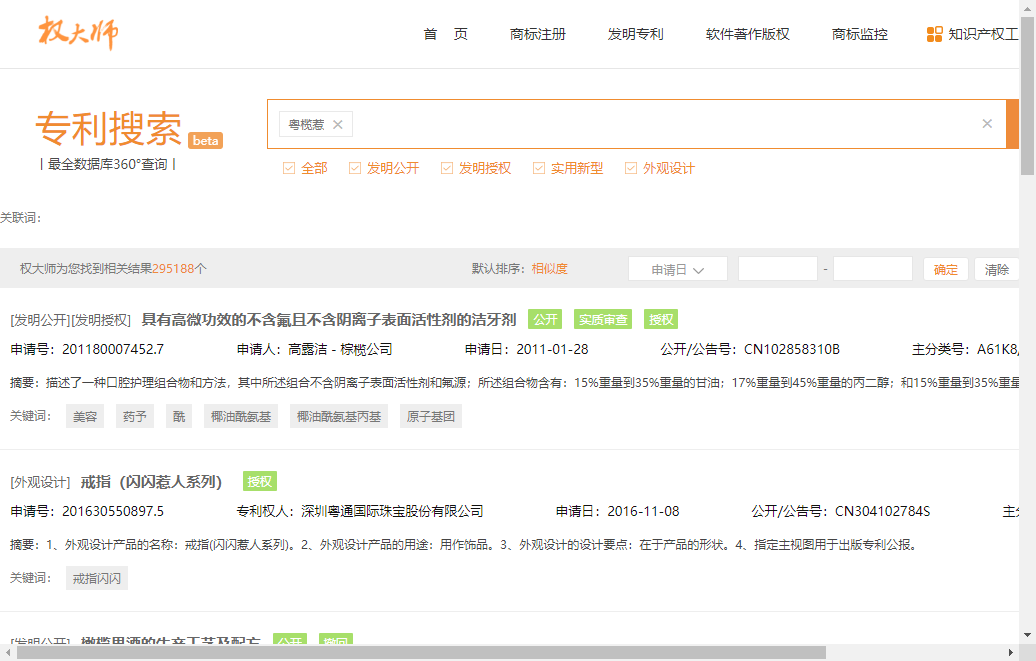 权大师
首 页 商标注册 发明专利 软件著作版权 商标监控 知识产权工
专利搜索 beta
粤榄惹
| 最全数据库360°查询 |
全部 发明公开 发明授权 实用新型 外观设计
关联词:
权大师为您找到相关结果295188个 默认排序: 相似度 申请日 - 确定 清除
[发明公开][发明授权] 具有高微功效的不含氟且不含阴离子表面活性剂的洁牙剂 公开 实质审查 授权
申请号: 201180007452.7 申请人: 高露洁 - 棕榄公司 申请日: 2011-01-28 公开/公告号: CN102858310B 主分类号: A61K8/
摘要: 描述了一种口腔护理组合物和方法，其中所述组合不含阴离子表面活性剂和氟源；所述组合物含有：15%重量到35%重量的甘油；17%重量到45%重量的丙二醇；和15%重量到35%重量
关键词: 美容 药予 酰 椰油酰氨基 椰油酰氨基丙基 原子基团
[外观设计] 戒指（闪闪惹人系列） 授权
申请号: 201630550897.5 专利权人: 深圳粤通国际珠宝股份有限公司 申请日: 2016-11-08 公开/公告号: CN304102784S 主分
摘要: 1、外观设计产品的名称：戒指(闪闪惹人系列)。2、外观设计产品的用途：用作饰品。3、外观设计的设计要点：在于产品的形状。4、指定主视图用于出版专利公报。
关键词: 戒指闪闪
[发明公开] 橄榄果酒的生产工艺及配方 公开 撤回